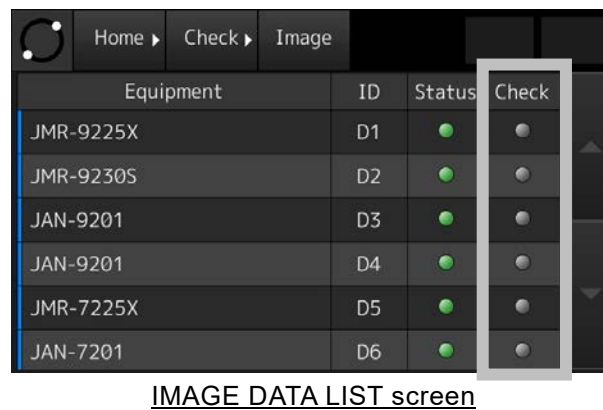 Home Check Image
Equipment ID Status Check
JMR-9225X D1
JMR-9230S D2
JAN-9201 D3
JAN-9201 D4
JMR-7225X D5
JAN-7201 D6
IMAGE DATA LIST screen